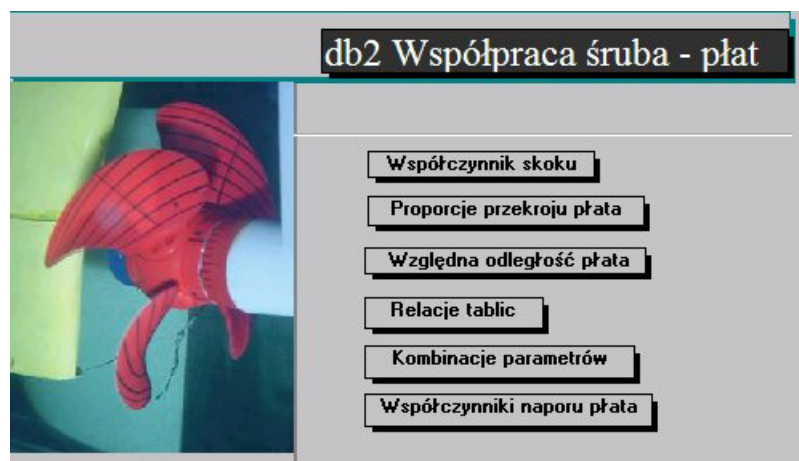 db2 Współpraca śruba - płat
Współczynnik skoku
Proporcje przekroju płata
Względna odległość płata
Relacje tablic
Kombinacje parametrów
Współczynniki naporu płata